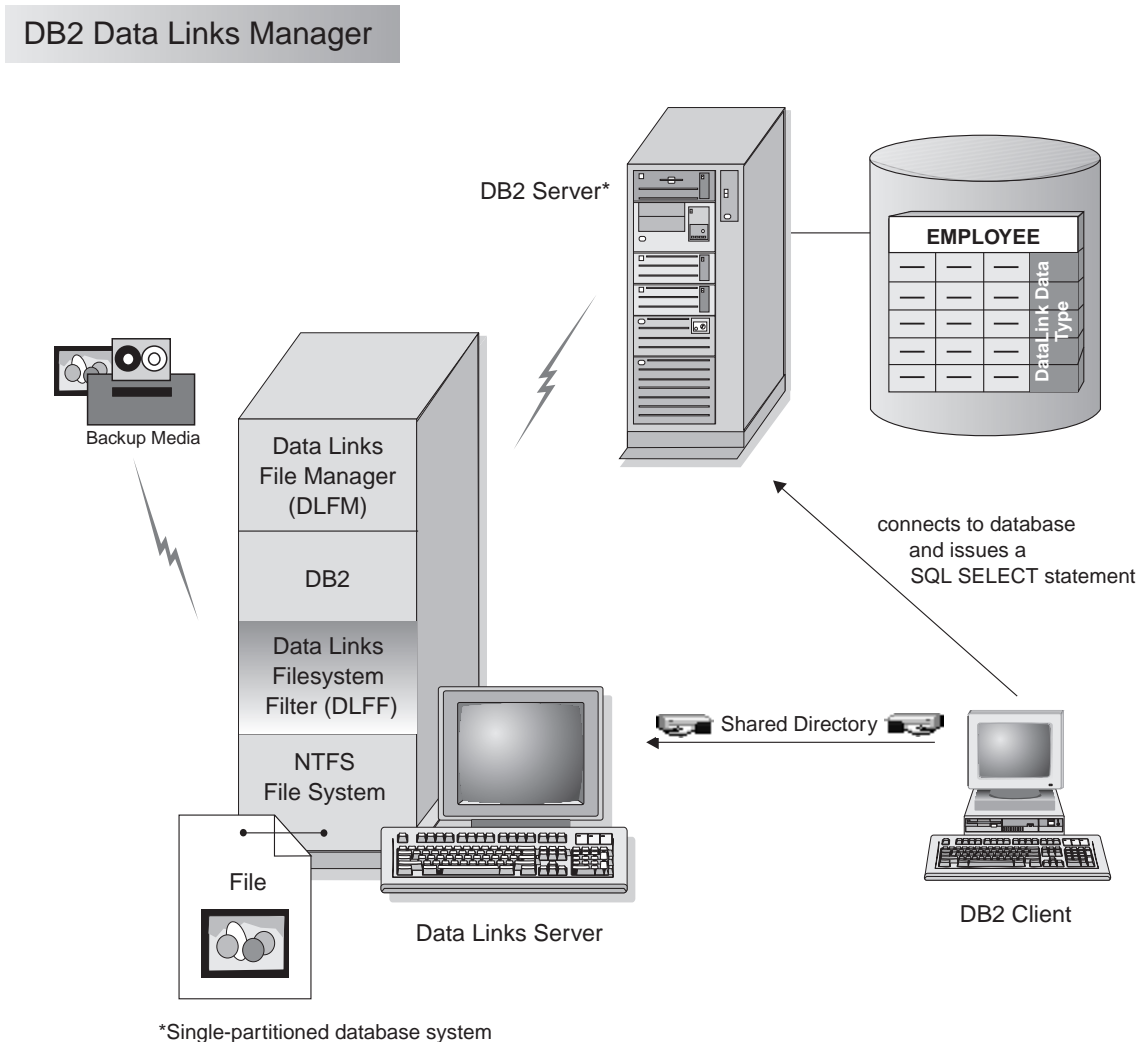 DB2 Data Links Manager
DB2 Server*
EMPLOYEE
DataLink Data
Type
Backup Media
Data Links
File Manager
(DLFM)
DB2
Data Links
Filesystem
Filter (DLFF)
NTFS
File System
connects to database
and issues a
SQL SELECT statement
Shared Directory
File
Data Links Server
DB2 Client
*Single-partitioned database system